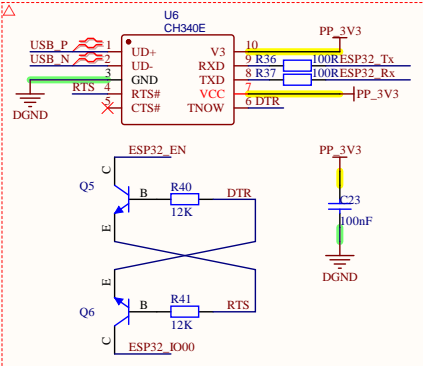 U6
CH340E
PP_3V3
USB_P 1 UD+ V3 10
USB_N 2 UD- RXD 9 R36 100R ESP32_Tx
3 GND TXD 8 R37 100R ESP32_Rx
RTS 4 RTS# VCC 7 PP_3V3
5 CTS# TNOW 6 DTR
DGND
ESP32_EN
PP_3V3
C
Q5 B R40 DTR
12K
E
C23
100nF
DGND
E
Q6 B R41 RTS
12K
C
ESP32_IO00